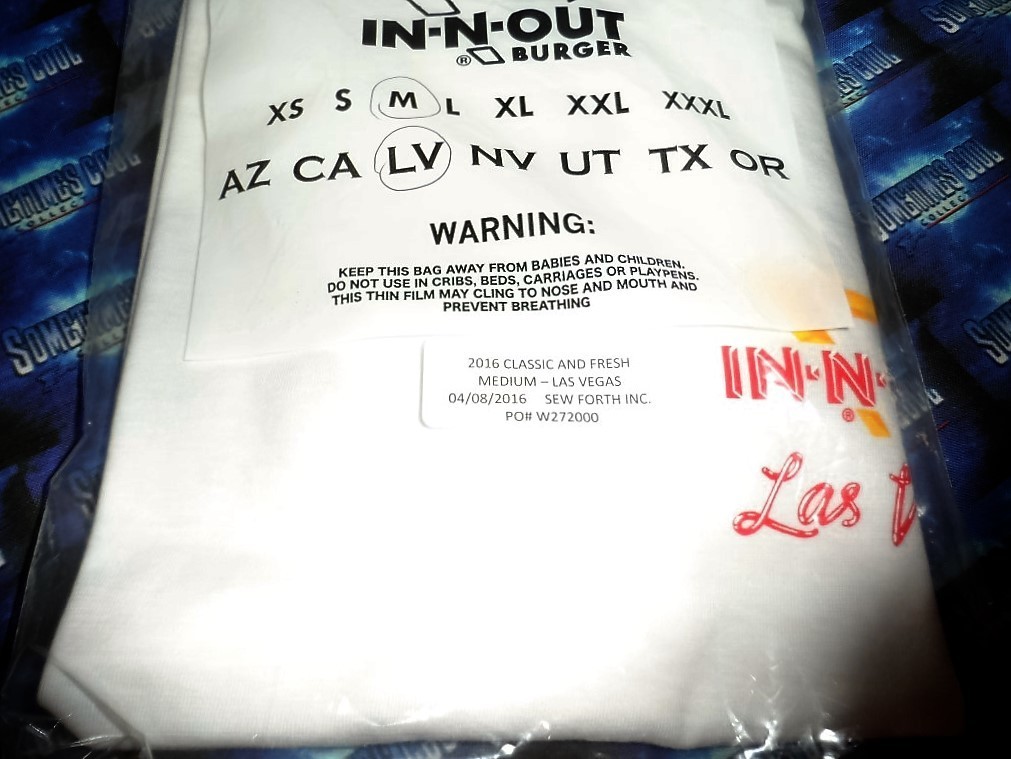 IN-N-OUT
® BURGER
XS S M L XL XXL XXXL
AZ CA LV NV UT TX OR
WARNING:
KEEP THIS BAG AWAY FROM BABIES AND CHILDREN.
DO NOT USE IN CRIBS, BEDS, CARRIAGES OR PLAYPENS.
THIS THIN FILM MAY CLING TO NOSE AND MOUTH AND
PREVENT BREATHING
2016 CLASSIC AND FRESH
MEDIUM – LAS VEGAS
04/08/2016 SEW FORTH INC.
PO# W272000
IN-N-
®
Las V
SOMETIMES COOL
COLLECT